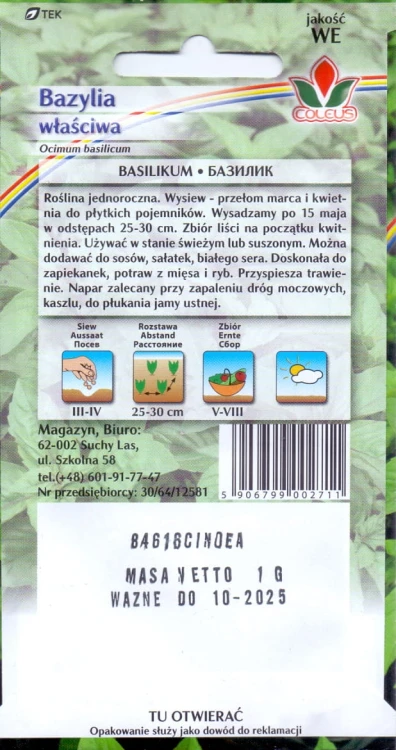 TEK
jakość
WE
COLEUS
Bazylia
właściwa
Ocimum basilicum
BASILIKUM • БАЗИЛИК
Roślina jednoroczna. Wysiew - przełom marca i kwiet-
nia do płytkich pojemników. Wysadzamy po 15 maja
w odstępach 25-30 cm. Zbiór liści na początku kwit-
nienia. Używać w stanie świeżym lub suszonym. Można
dodawać do sosów, sałatek, białego sera. Doskonała do
zapiekanek, potraw z mięsa i ryb. Przyspiesza trawie-
nie. Napar zalecany przy zapaleniu dróg moczowych,
kaszlu, do płukania jamy ustnej.
Siew
Aussaat
Посев
III-IV
Rozstawa
Abstand
Расстояние
25-30 cm
Zbiór
Ernte
Сбор
V-VIII
Magazyn, Biuro:
62-002 Suchy Las,
ul. Szkolna 58
tel.(+48) 601-91-77-47
Nr przedsiębiorcy: 30/64/12581
5 906799 002711
84616CINOEA
MASA NETTO 1 G
WAZNE DO 10-2025
TU OTWIERAĆ
Opakowanie służy jako dowód do reklamacji